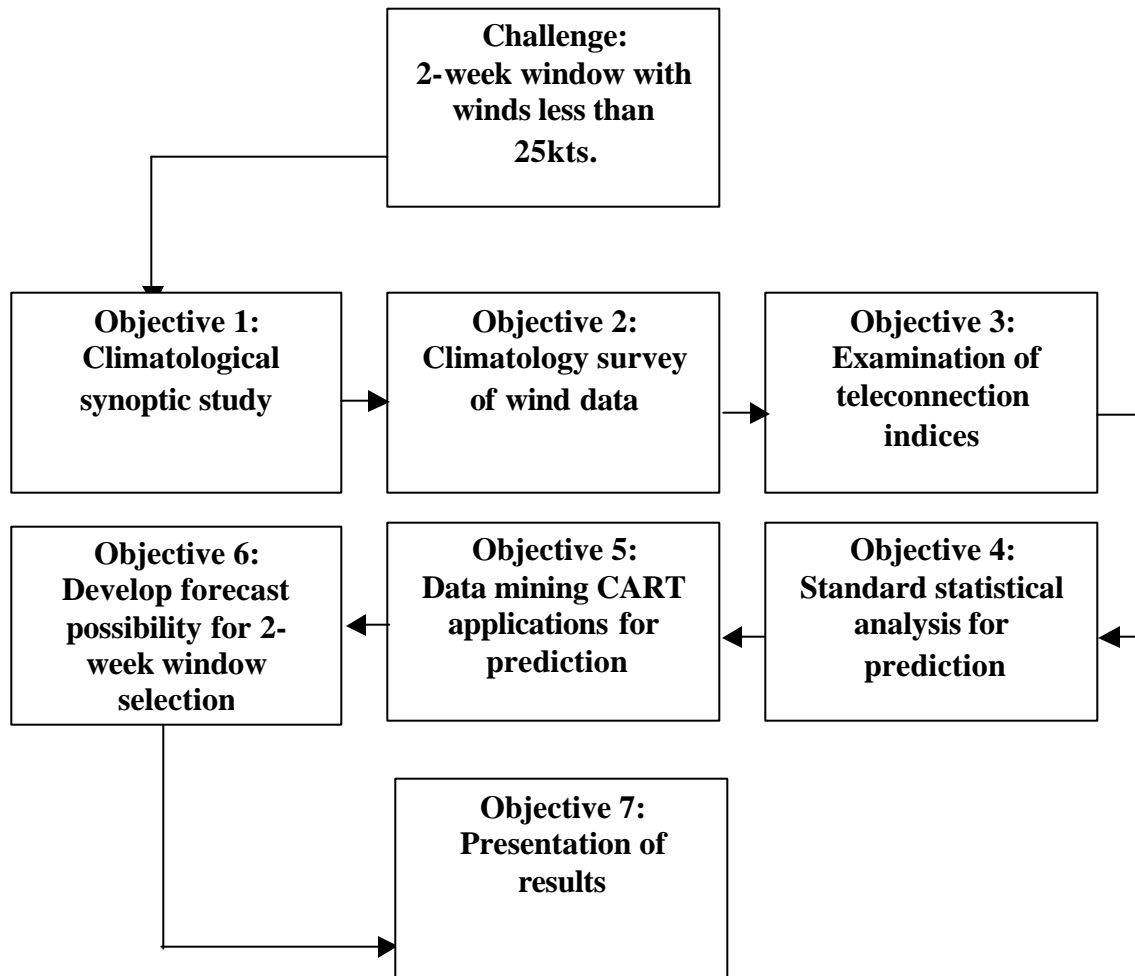 Challenge:
2-week window with
winds less than
25kts.
Objective 1:
Climatological
synoptic study
Objective 2:
Climatology survey
of wind data
Objective 3:
Examination of
teleconnection
indices
Objective 4:
Standard statistical
analysis for
prediction
Objective 5:
Data mining CART
applications for
prediction
Objective 6:
Develop forecast
possibility for 2-
week window
selection
Objective 7:
Presentation of
results